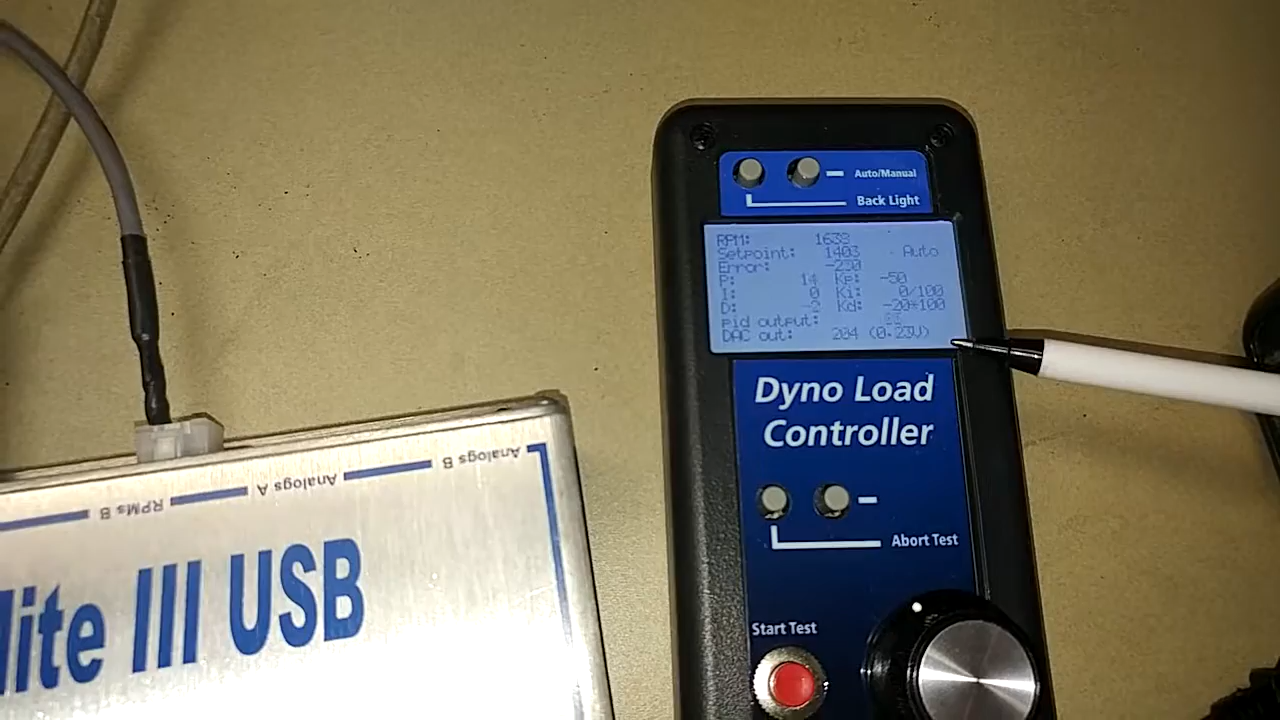 Auto/Manual
Back Light
RPM: 1638
Setpoint: 1403 Auto
Error:
P: 14 Kp: -50
I: 0 Ki: 0/100
D: -2 Kd: -20*100
pid output:
DAC out: 204 (0.23V)
Dyno Load
Controller
Abort Test
Start Test
Analogs B
Analogs A
RPMs B
lite III USB